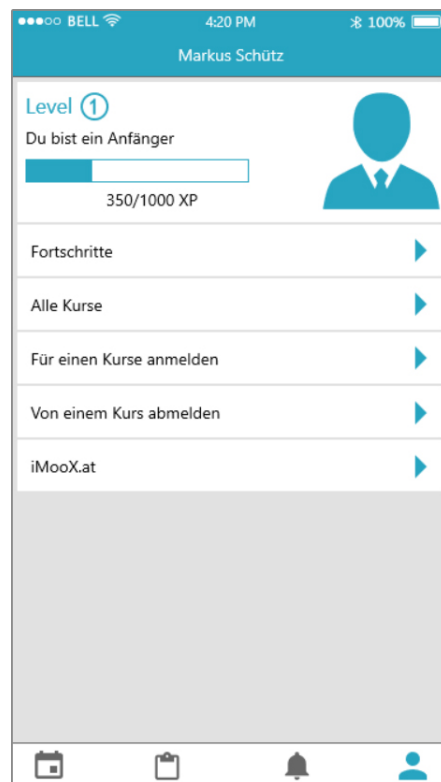 BELL 4:20 PM 100%
Markus Schütz
Level 1
Du bist ein Anfänger
350/1000 XP
Fortschritte
Alle Kurse
Für einen Kurse anmelden
Von einem Kurs abmelden
iMooX.at